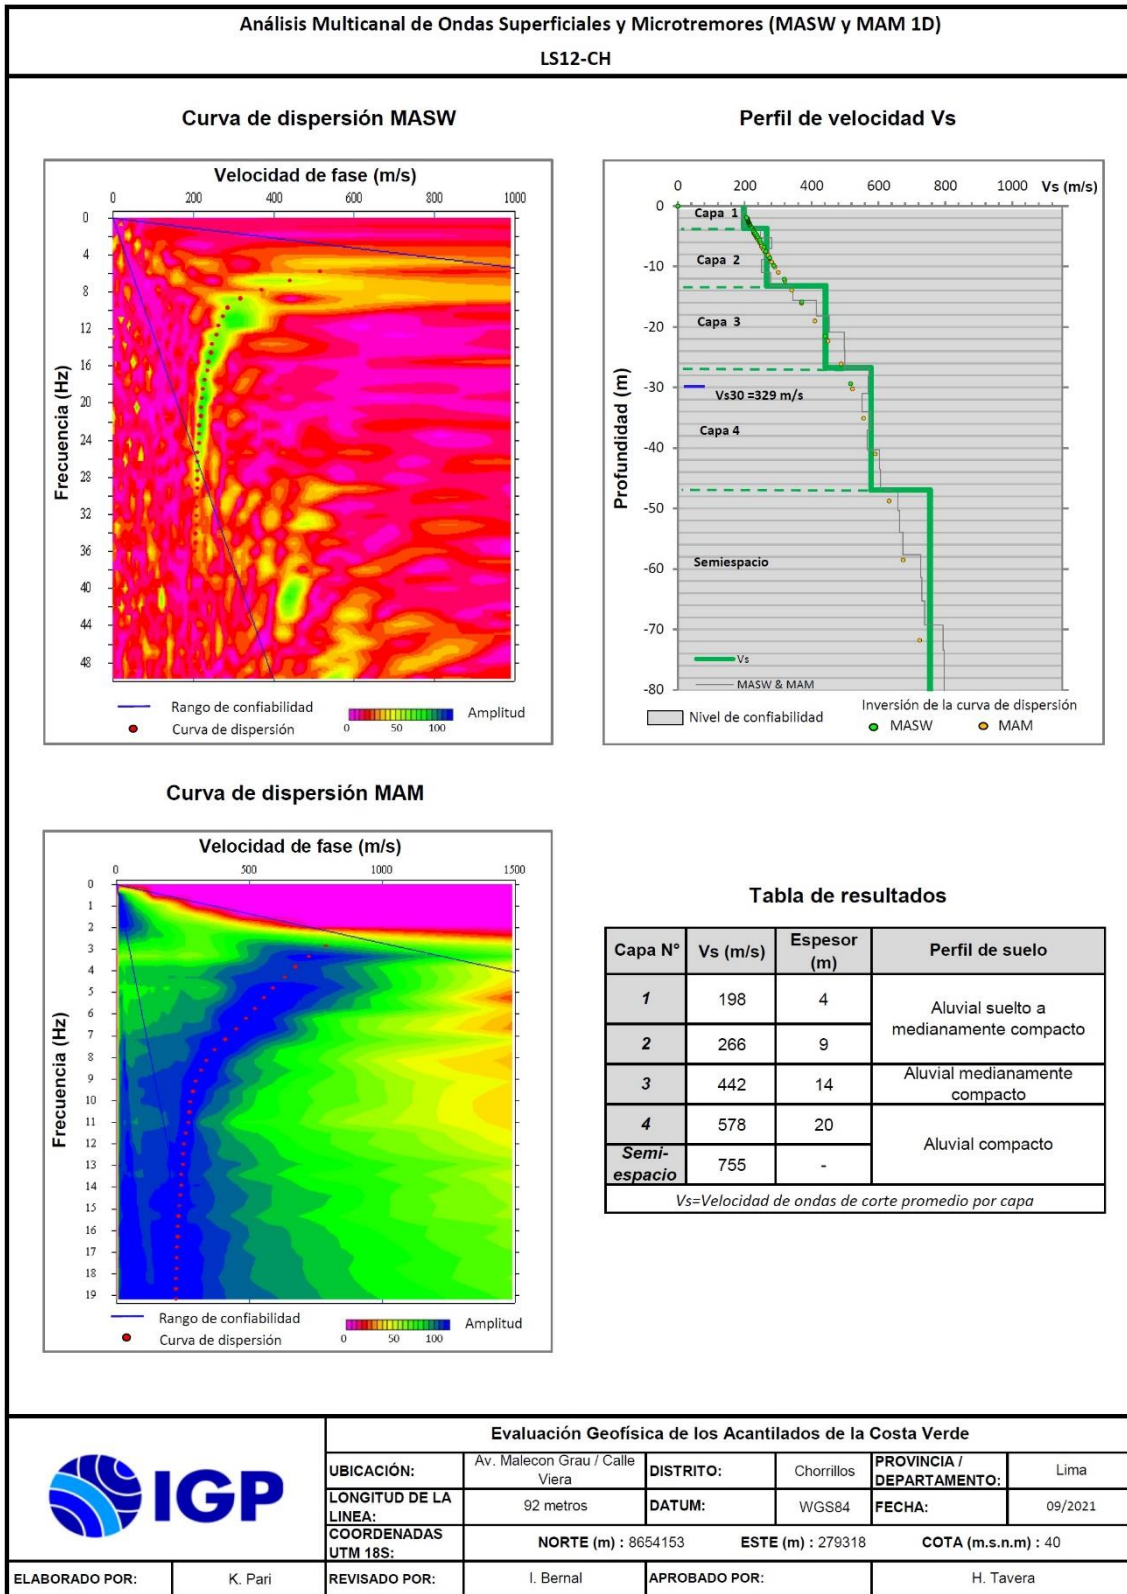 Análisis Multicanal de Ondas Superficiales y Microtremores (MASW y MAM 1D)
LS12-CH
Curva de dispersión MASW
Velocidad de fase (m/s)
0 200 400 600 800 1000
Frecuencia (Hz)
0
4
8
12
16
20
24
28
32
36
40
44
48
Rango de confiabilidad
Curva de dispersión
0 50 100
Amplitud
Perfil de velocidad Vs
0 200 400 600 800 1000 Vs (m/s)
Profundidad (m)
0
-10
-20
-30
-40
-50
-60
-70
-80
Capa 1
Capa 2
Capa 3
Vs30 =329 m/s
Capa 4
Semiespacio
Vs
MASW & MAM
Nivel de confiabilidad
Inversión de la curva de dispersión
MASW MAM
Curva de dispersión MAM
Velocidad de fase (m/s)
0 500 1000 1500
Frecuencia (Hz)
0
1
2
3
4
5
6
7
8
9
10
11
12
13
14
15
16
17
18
19
Rango de confiabilidad
Curva de dispersión
0 50 100
Amplitud
Tabla de resultados
Capa N° Vs (m/s) Espesor (m) Perfil de suelo
1 198 4 Aluvial suelto a medianamente compacto
2 266 9
3 442 14 Aluvial medianamente compacto
4 578 20 Aluvial compacto
Semi-espacio 755 -
Vs=Velocidad de ondas de corte promedio por capa
IGP
Evaluación Geofísica de los Acantilados de la Costa Verde
UBICACIÓN: Av. Malecon Grau / Calle Viera DISTRITO: Chorrillos PROVINCIA / DEPARTAMENTO: Lima
LONGITUD DE LA LINEA: 92 metros DATUM: WGS84 FECHA: 09/2021
COORDENADAS UTM 18S: NORTE (m) : 8654153 ESTE (m) : 279318 COTA (m.s.n.m) : 40
ELABORADO POR: K. Pari REVISADO POR: I. Bernal APROBADO POR: H. Tavera